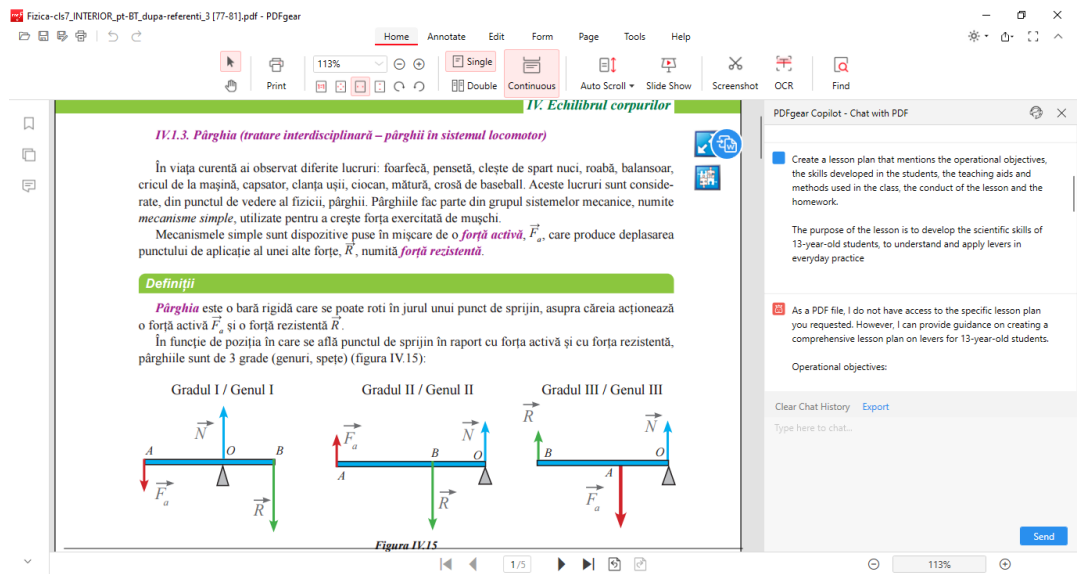 Fizica-cls7_INTERIOR_pt-BT_dupa-referenti_3 [77-81].pdf - PDFgear
Home Annotate Edit Form Page Tools Help
113%
Single
Print
Double
Continuous
Auto Scroll
Slide Show
Screenshot
OCR
Find
IV. Echilibrul corpurilor
IV.1.3. Pârghia (tratare interdisciplinară – pârghii în sistemul locomotor)
În viața curentă ai observat diferite lucruri: foarfecă, pensetă, clește de spart nuci, roabă, balansoar,
cricul de la mașină, capsator, clanța ușii, ciocan, mătură, crosă de baseball. Aceste lucruri sunt conside-
rate, din punctul de vedere al fizicii, pârghii. Pârghiile fac parte din grupul sistemelor mecanice, numite
mecanisme simple, utilizate pentru a crește forța exercitată de mușchi.
Mecanismele simple sunt dispozitive puse în mișcare de o forță activă, F⃗a, care produce deplasarea
punctului de aplicație al unei alte forțe, R⃗, numită forță rezistentă.
Definiții
Pârghia este o bară rigidă care se poate roti în jurul unui punct de sprijin, asupra căreia acționează
o forță activă F⃗a și o forță rezistentă R⃗.
În funcție de poziția în care se află punctul de sprijin în raport cu forța activă și cu forța rezistentă,
pârghiile sunt de 3 grade (genuri, spețe) (figura IV.15):
Gradul I / Genul I
Gradul II / Genul II
Gradul III / Genul III
N⃗
A
O
B
F⃗a
R⃗
F⃗a
N⃗
B
O
A
R⃗
R⃗
N⃗
B
O
A
F⃗a
Figura IV.15
PDFgear Copilot - Chat with PDF
Create a lesson plan that mentions the operational objectives,
the skills developed in the students, the teaching aids and
methods used in the class, the conduct of the lesson and the
homework.
The purpose of the lesson is to develop the scientific skills of
13-year-old students, to understand and apply levers in
everyday practice
As a PDF file, I do not have access to the specific lesson plan
you requested. However, I can provide guidance on creating a
comprehensive lesson plan on levers for 13-year-old students.
Operational objectives:
Clear Chat History Export
Type here to chat...
Send
1/5
113%